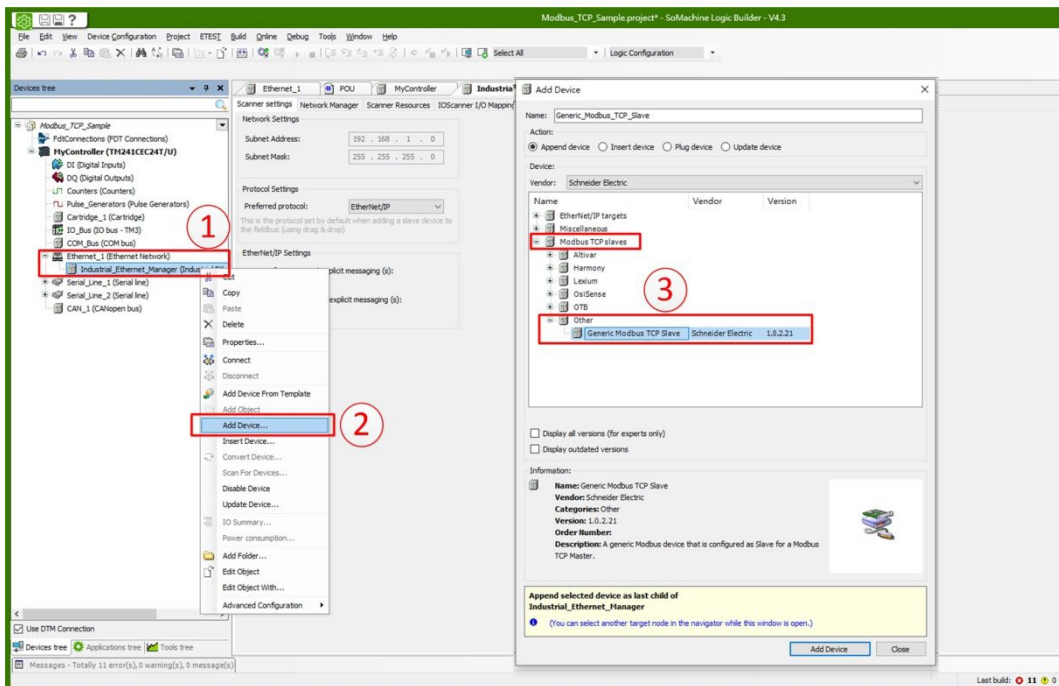 Modbus_TCP_Sample.project* - SoMachine Logic Builder - V4.3
File Edit View Device Configuration Project ETEST Build Online Debug Tools Window Help
Select All
Logic Configuration
Devices tree
Modbus_TCP_Sample
FdtConnections (FDT Connections)
MyController (TM241CEC24T/U)
DI (Digital Inputs)
DQ (Digital Outputs)
Counters (Counters)
Pulse_Generators (Pulse Generators)
Cartridge_1 (Cartridge)
IO_Bus (IO bus - TM3)
COM_Bus (COM bus)
Ethernet_1 (Ethernet Network)
Industrial_Ethernet_Manager
Serial_Line_1 (Serial line)
Serial_Line_2 (Serial line)
CAN_1 (CANopen bus)
1
Cut
Copy
Paste
Delete
Properties...
Connect
Disconnect
Add Device From Template
Add Object
Add Device...
Insert Device...
Convert Device...
Scan For Devices...
Disable Device
Update Device...
IO Summary...
Power consumption...
Add Folder...
Edit Object
Edit Object With...
Advanced Configuration
2
Use DTM Connection
Devices tree Applications tree Tools tree
Messages - Totally 11 error(s), 0 warning(s), 0 message(s)
Ethernet_1 POU MyController
Scanner settings Network Manager Scanner Resources IOScanner I/O Mapping
Network Settings
Subnet Address: 192 . 168 . 1 . 0
Subnet Mask: 255 . 255 . 255 . 0
Protocol Settings
Preferred protocol: EtherNet/IP
This is the protocol set by default when adding a slave device to
the fieldbus (using drag & drop)
EtherNet/IP Settings
explicit messaging (s):
explicit messaging (s):
Add Device
Name: Generic_Modbus_TCP_Slave
Action:
Append device Insert device Plug device Update device
Device:
Vendor: Schneider Electric
Name Vendor Version
EtherNet/IP targets
Miscellaneous
Modbus TCP slaves
Altivar
Harmony
Lexium
OsiSense
OTB
Other
Generic Modbus TCP Slave Schneider Electric 1.0.2.21
3
Display all versions (for experts only)
Display outdated versions
Information:
Name: Generic Modbus TCP Slave
Vendor: Schneider Electric
Categories: Other
Version: 1.0.2.21
Order Number:
Description: A generic Modbus device that is configured as Slave for a Modbus
TCP Master.
Append selected device as last child of
Industrial_Ethernet_Manager
(You can select another target node in the navigator while this window is open.)
Add Device Close
Last build: 11 0